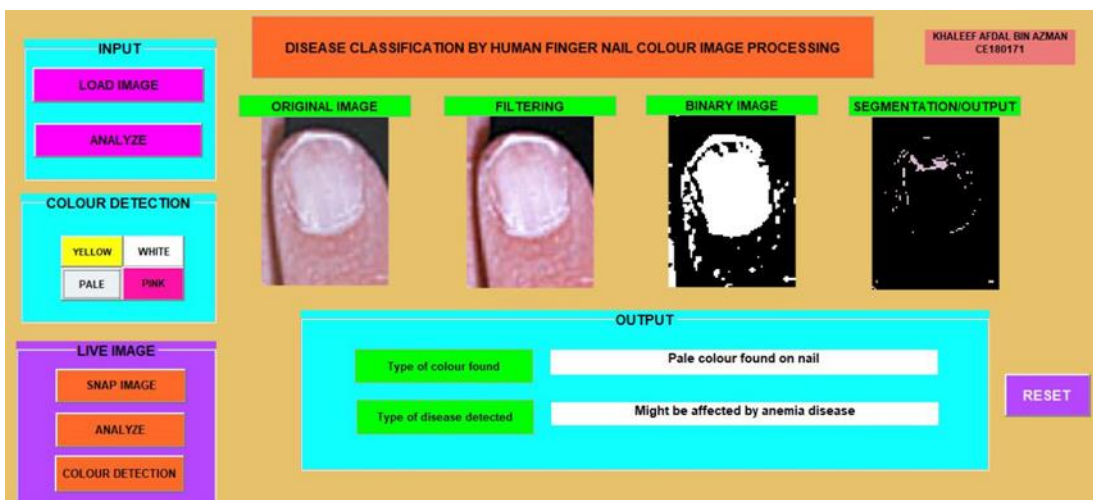 DISEASE CLASSIFICATION BY HUMAN FINGER NAIL COLOUR IMAGE PROCESSING
KHALEEF AFDAL BIN AZMAN
CE180171
INPUT
LOAD IMAGE
ANALYZE
ORIGINAL IMAGE
FILTERING
BINARY IMAGE
SEGMENTATION/OUTPUT
COLOUR DETECTION
YELLOW
WHITE
PALE
PINK
LIVE IMAGE
SNAP IMAGE
ANALYZE
COLOUR DETECTION
OUTPUT
Type of colour found
Pale colour found on nail
Type of disease detected
Might be affected by anemia disease
RESET